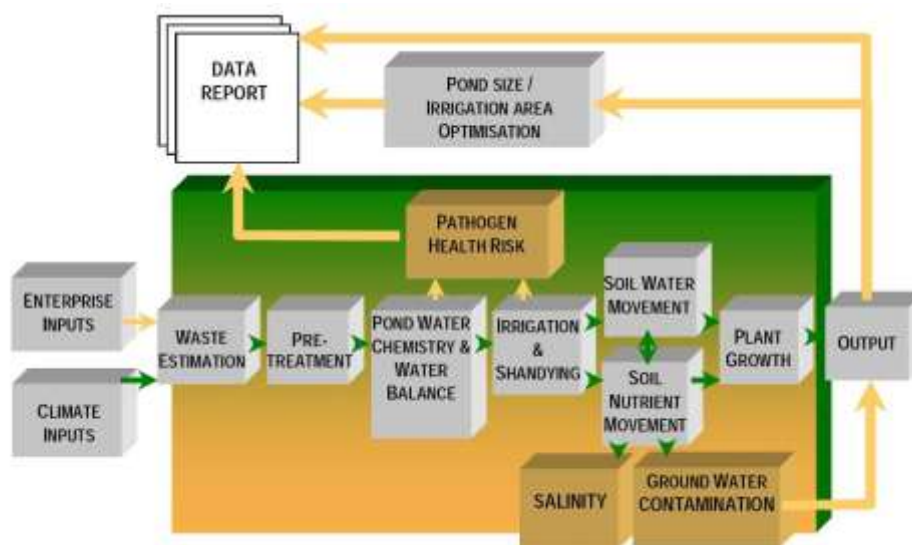 DATA
REPORT
POND SIZE /
IRRIGATION AREA
OPTIMISATION
PATHOGEN
HEALTH RISK
ENTERPRISE
INPUTS
CLIMATE
INPUTS
WASTE
ESTIMATION
PRE-
TREATMENT
POND WATER
CHEMISTRY &
WATER
BALANCE
IRRIGATION
&
SHANDYING
SOIL WATER
MOVEMENT
SOIL
NUTRIENT
MOVEMENT
PLANT
GROWTH
OUTPUT
SALINITY
GROUND WATER
CONTAMINATION